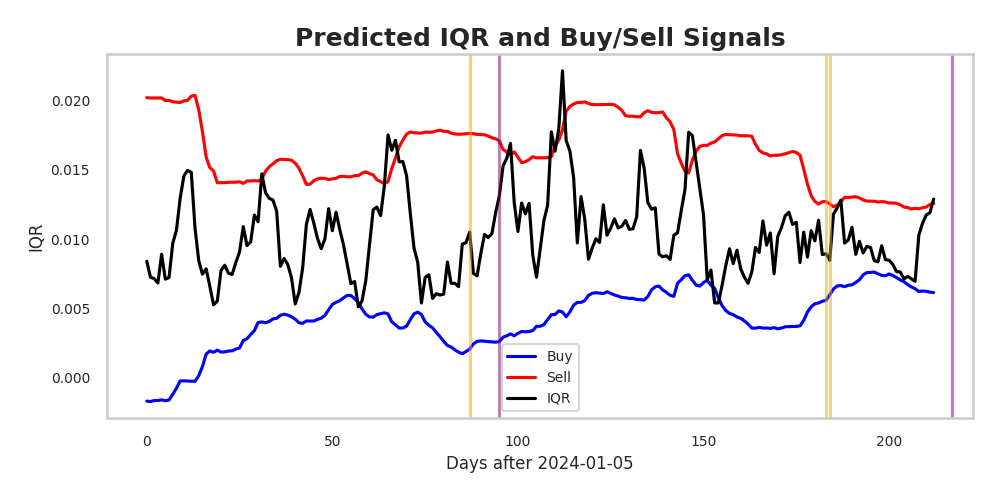 Predicted IQR and Buy/Sell Signals
IQR
0.020
0.015
0.010
0.005
0.000
Buy
Sell
IQR
0
50
100
150
200
Days after 2024-01-05